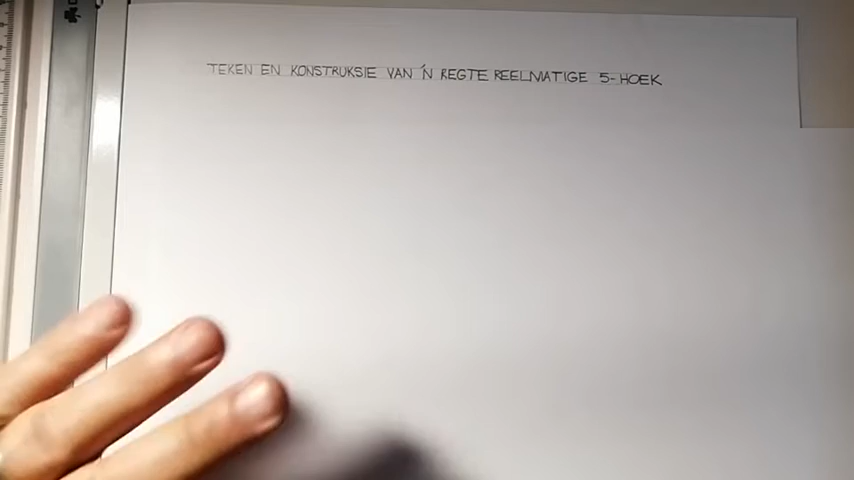 TEKEN EN KONSTRUKSIE VAN 'N REGTE REELMATIGE 5-HOEK